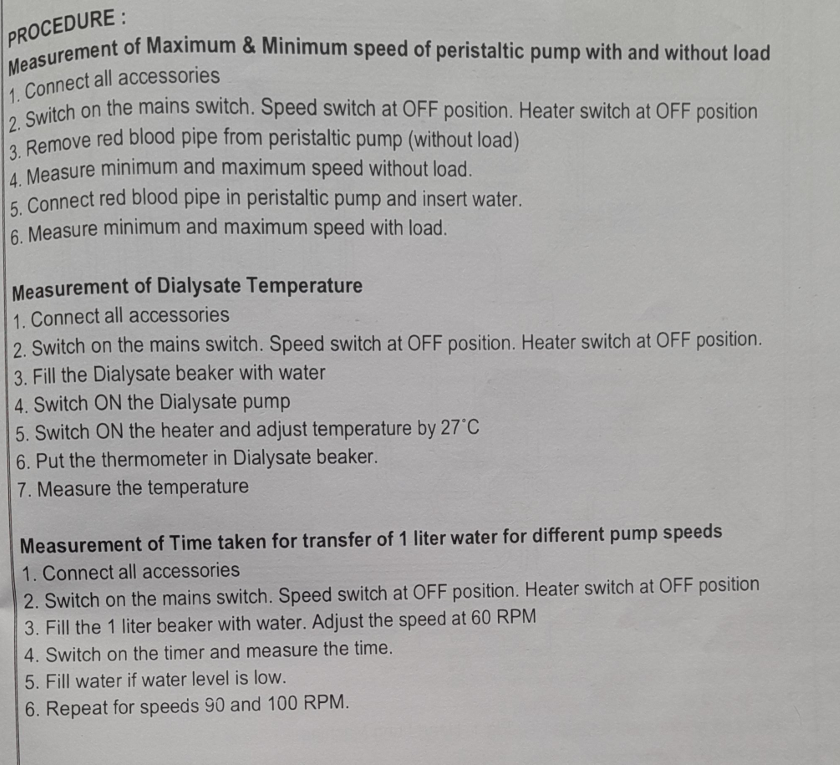 PROCEDURE :
Measurement of Maximum & Minimum speed of peristaltic pump with and without load
1. Connect all accessories
2. Switch on the mains switch. Speed switch at OFF position. Heater switch at OFF position
3. Remove red blood pipe from peristaltic pump (without load)
4. Measure minimum and maximum speed without load.
5. Connect red blood pipe in peristaltic pump and insert water.
6. Measure minimum and maximum speed with load.
Measurement of Dialysate Temperature
1. Connect all accessories
2. Switch on the mains switch. Speed switch at OFF position. Heater switch at OFF position.
3. Fill the Dialysate beaker with water
4. Switch ON the Dialysate pump
5. Switch ON the heater and adjust temperature by 27°C
6. Put the thermometer in Dialysate beaker.
7. Measure the temperature
Measurement of Time taken for transfer of 1 liter water for different pump speeds
1. Connect all accessories
2. Switch on the mains switch. Speed switch at OFF position. Heater switch at OFF position
3. Fill the 1 liter beaker with water. Adjust the speed at 60 RPM
4. Switch on the timer and measure the time.
5. Fill water if water level is low.
6. Repeat for speeds 90 and 100 RPM.